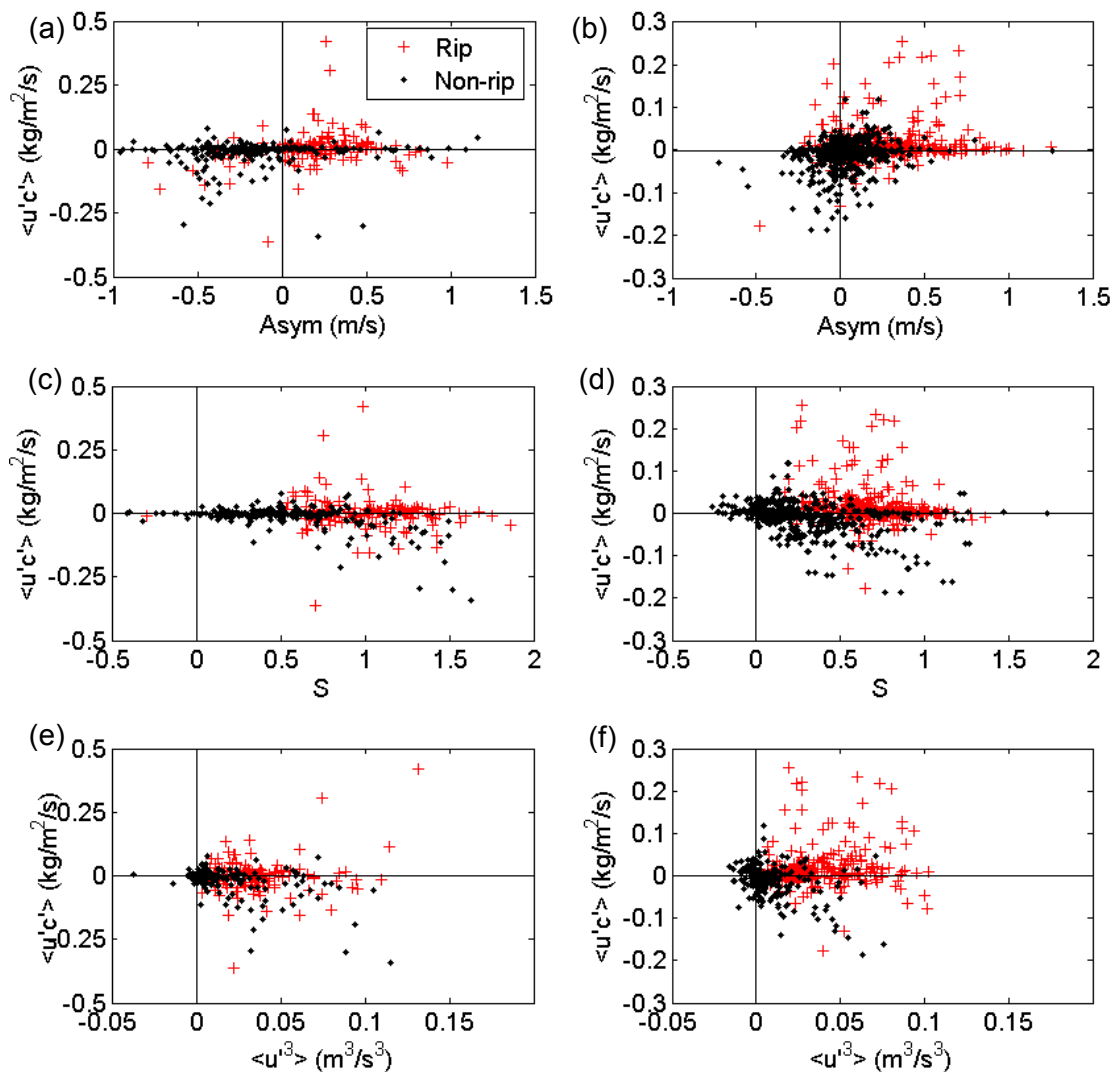 (a)
0.5
0.25
0
-0.25
-0.5
<u'c'> (kg/m²/s)
Rip
Non-rip
-1 -0.5 0 0.5 1 1.5
Asym (m/s)
(b)
0.3
0.2
0.1
0
-0.1
-0.2
0.3
<u'c'> (kg/m²/s)
-1 -0.5 0 0.5 1 1.5
Asym (m/s)
(c)
0.5
0.25
0
-0.25
-0.5
<u'c'> (kg/m²/s)
-0.5 0 0.5 1 1.5 2
S
(d)
0.3
0.2
0.1
0
-0.1
-0.2
0.3
<u'c'> (kg/m²/s)
-0.5 0 0.5 1 1.5 2
S
(e)
0.5
0.25
0
-0.25
-0.5
<u'c'> (kg/m²/s)
-0.05 0 0.05 0.1 0.15
<u'³> (m³/s³)
(f)
0.3
0.2
0.1
0
-0.1
-0.2
0.3
<u'c'> (kg/m²/s)
-0.05 0 0.05 0.1 0.15
<u'³> (m³/s³)